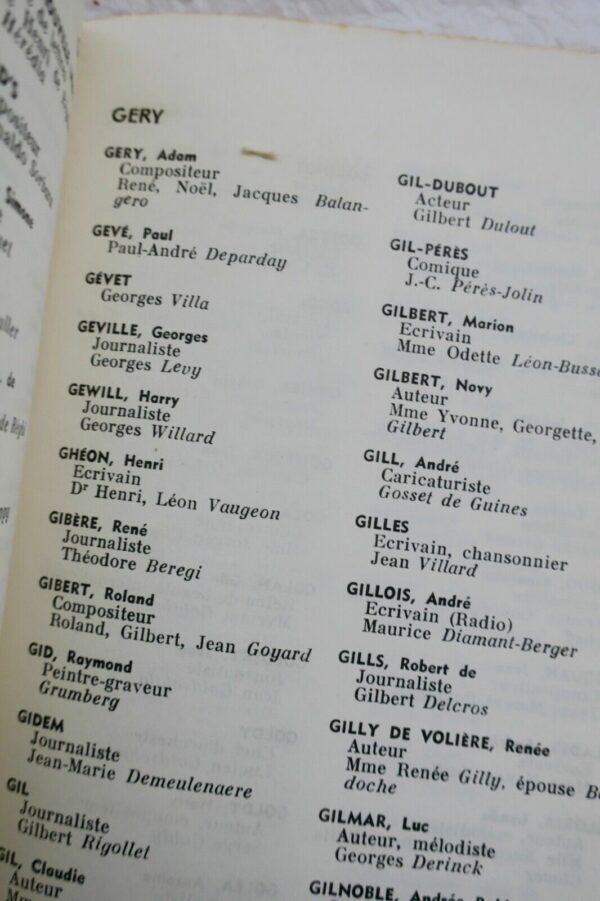 GERY
GERY, Adam
Compositeur
René, Noël, Jacques Balan-
gero
GEVÉ, Paul
Paul-André Deparday
GÉVET
Georges Villa
GEVILLE, Georges
Journaliste
Georges Levy
GEWILL, Harry
Journaliste
Georges Willard
GHÉON, Henri
Ecrivain
Dr Henri, Léon Vaugeon
GIBÈRE, René
Journaliste
Théodore Beregi
GIBERT, Roland
Compositeur
Roland, Gilbert, Jean Goyard
GID, Raymond
Peintre-graveur
Grumberg
GIDEM
Journaliste
Jean-Marie Demeulenaere
GIL
Journaliste
Gilbert Rigollet
GIL, Claudie
Auteur
Mme
GIL-DUBOUT
Acteur
Gilbert Dulout
GIL-PÉRÈS
Comique
J.-C. Pérès-Jolin
GILBERT, Marion
Ecrivain
Mme Odette Léon-Busse
GILBERT, Novy
Auteur
Mme Yvonne, Georgette,
Gilbert
GILL, André
Caricaturiste
Gosset de Guines
GILLES
Ecrivain, chansonnier
Jean Villard
GILLOIS, André
Ecrivain (Radio)
Maurice Diamant-Berger
GILLS, Robert de
Journaliste
Gilbert Delcros
GILLY DE VOLIÈRE, Renée
Auteur
Mme Renée Gilly, épouse
doche
GILMAR, Luc
Auteur, mélodiste
Georges Derinck
GILNOBLE, Andrée